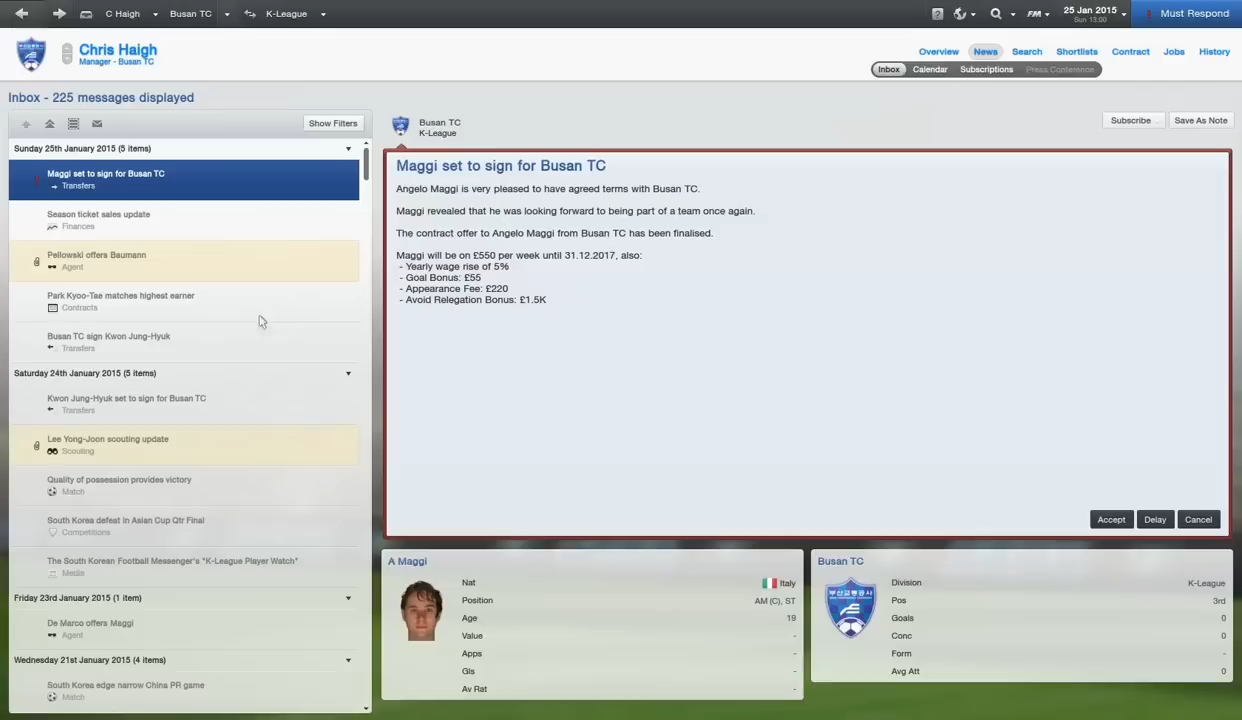 C Haigh
Busan TC
K-League
FM
25 Jan 2015
Sun 13:00
Must Respond
Chris Haigh
Manager - Busan TC
Overview News Search Shortlists Contract Jobs History
Inbox Calendar Subscriptions Press Conference
Inbox - 225 messages displayed
Show Filters
Sunday 25th January 2015 (5 items)
Maggi set to sign for Busan TC
Transfers
Season ticket sales update
Finances
Pellowski offers Baumann
Agent
Park Kyoo-Tae matches highest earner
Contracts
Busan TC sign Kwon Jung-Hyuk
Transfers
Saturday 24th January 2015 (5 items)
Kwon Jung-Hyuk set to sign for Busan TC
Transfers
Lee Yong-Joon scouting update
Scouting
Quality of possession provides victory
Match
South Korea defeat in Asian Cup Qtr Final
Competitions
The South Korean Football Messenger's "K-League Player Watch"
Media
Friday 23rd January 2015 (1 item)
De Marco offers Maggi
Agent
Wednesday 21st January 2015 (4 items)
South Korea edge narrow China PR game
Match
Busan TC
K-League
Subscribe
Save As Note
Maggi set to sign for Busan TC
Angelo Maggi is very pleased to have agreed terms with Busan TC.
Maggi revealed that he was looking forward to being part of a team once again.
The contract offer to Angelo Maggi from Busan TC has been finalised.
Maggi will be on £550 per week until 31.12.2017, also:
- Yearly wage rise of 5%
- Goal Bonus: £55
- Appearance Fee: £220
- Avoid Relegation Bonus: £1.5K
Accept Delay Cancel
A Maggi
Nat Italy
Position AM (C), ST
Age 19
Value -
Apps -
Gls -
Av Rat -
Busan TC
부산교통공사
Division K-League
Pos 3rd
Goals 0
Conc 0
Form -
Avg Att 0